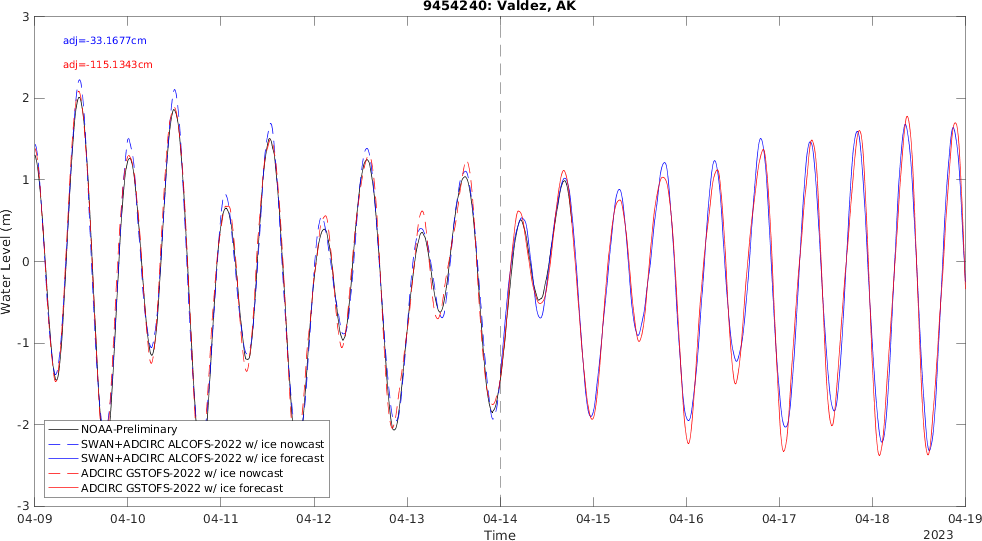 9454240: Valdez, AK
adj=-33.1677cm
adj=-115.1343cm
Water Level (m)
3
2
1
0
-1
-2
-3
NOAA-Preliminary
SWAN+ADCIRC ALCOFS-2022 w/ ice nowcast
SWAN+ADCIRC ALCOFS-2022 w/ ice forecast
ADCIRC GSTOFS-2022 w/ ice nowcast
ADCIRC GSTOFS-2022 w/ ice forecast
04-09 04-10 04-11 04-12 04-13 04-14 04-15 04-16 04-17 04-18 04-19
Time
2023